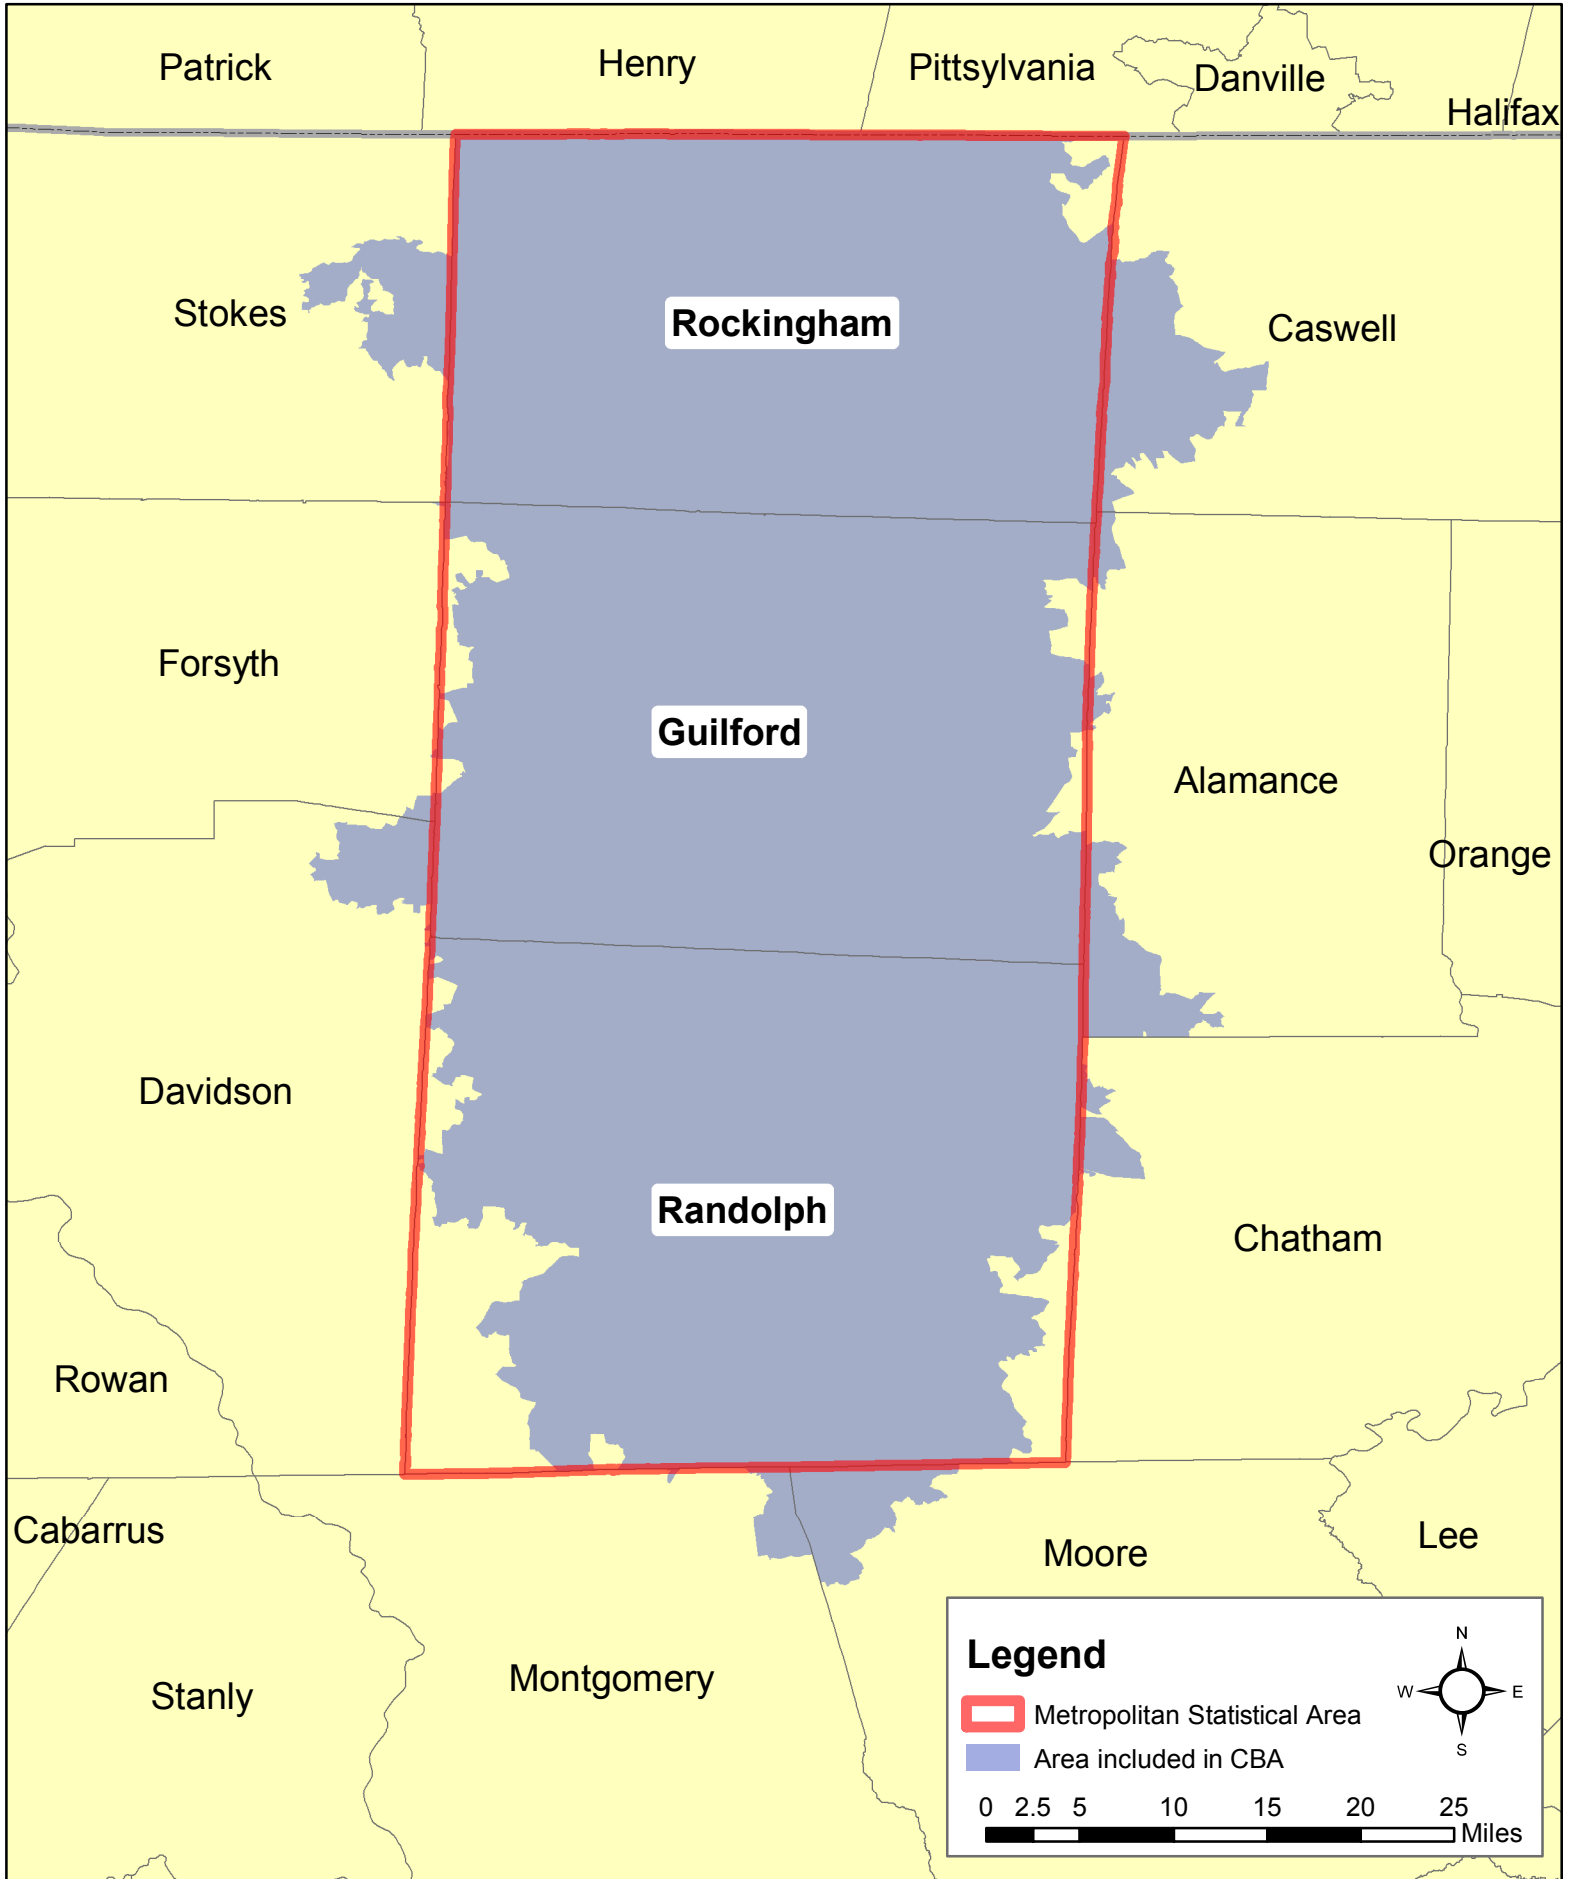 Patrick
Henry
Pittsylvania
Danville
Halifax
Stokes
Rockingham
Caswell
Forsyth
Guilford
Alamance
Orange
Davidson
Randolph
Chatham
Rowan
Cabarrus
Moore
Lee
Stanly
Montgomery
Legend
N
W
E
S
Metropolitan Statistical Area
Area included in CBA
0 2.5 5 10 15 20 25
Miles